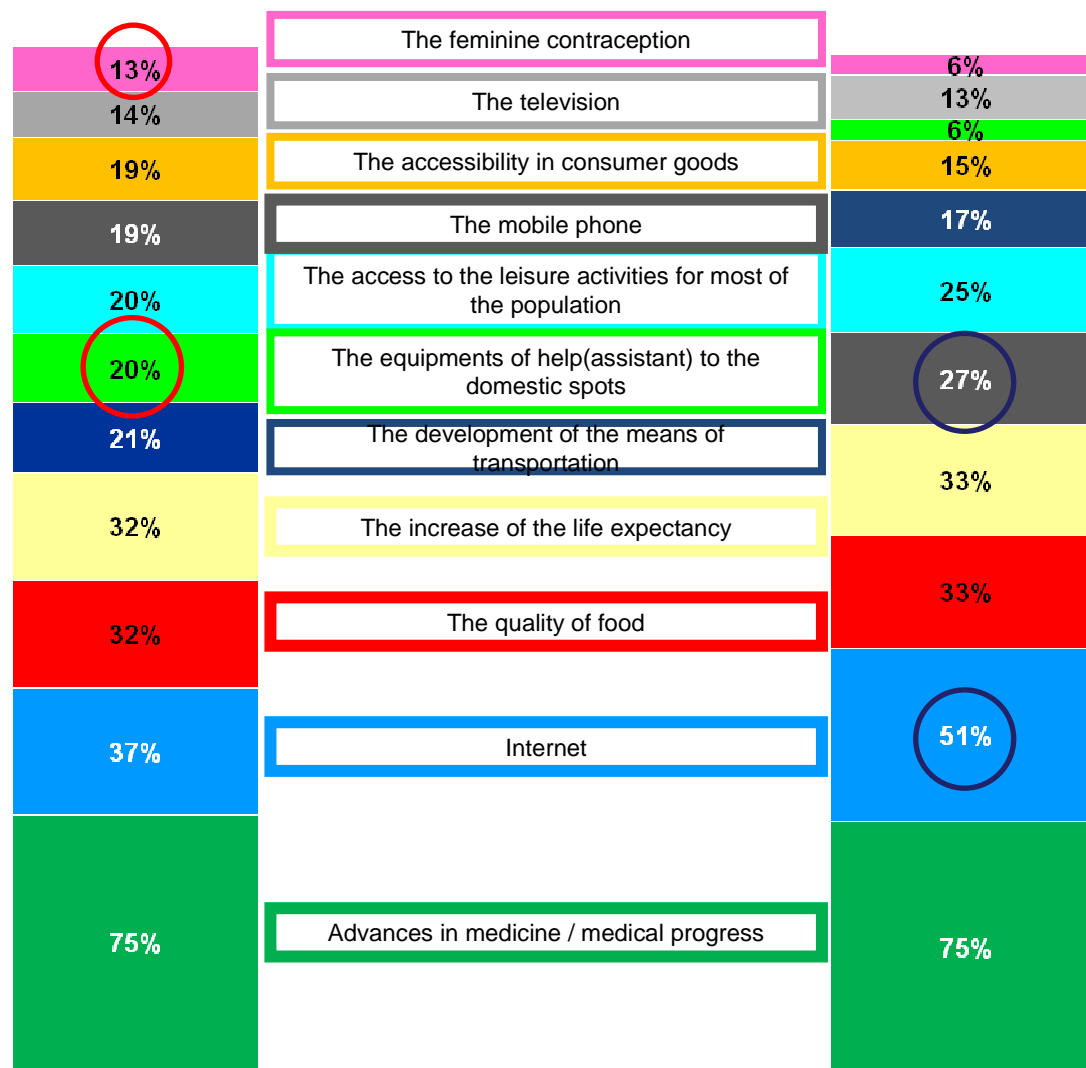 The feminine contraception
13%
6%
The television
14%
13%
6%
The accessibility in consumer goods
19%
15%
The mobile phone
19%
17%
The access to the leisure activities for most of
the population
20%
25%
The equipments of help(assistant) to the
domestic spots
20%
27%
The development of the means of
transportation
21%
33%
The increase of the life expectancy
32%
33%
The quality of food
32%
Internet
37%
51%
Advances in medicine / medical progress
75%
75%